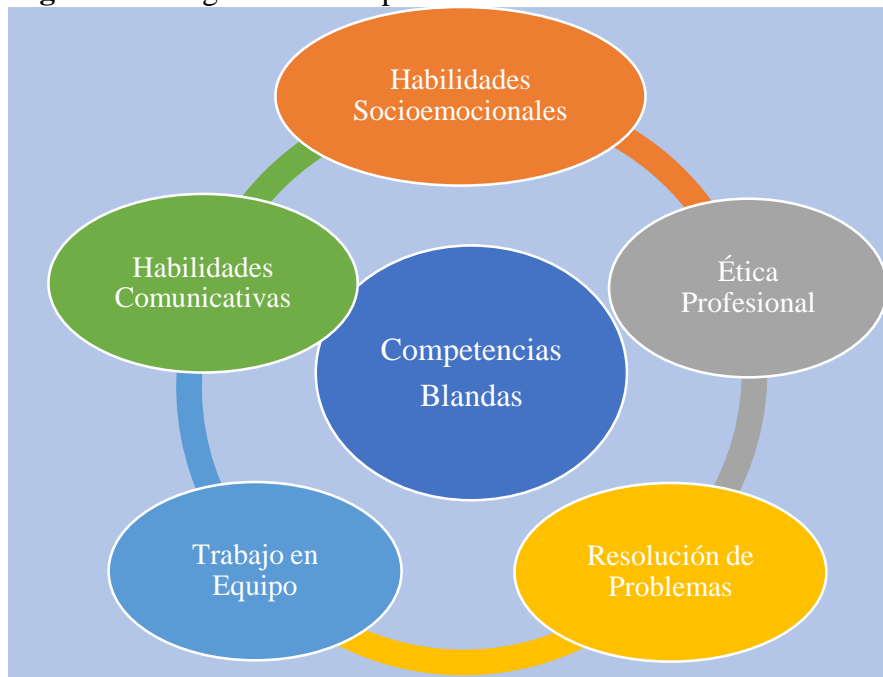 Habilidades
Socioemocionales
Habilidades
Comunicativas
Ética
Profesional
Competencias
Blandas
Trabajo en
Equipo
Resolución de
Problemas